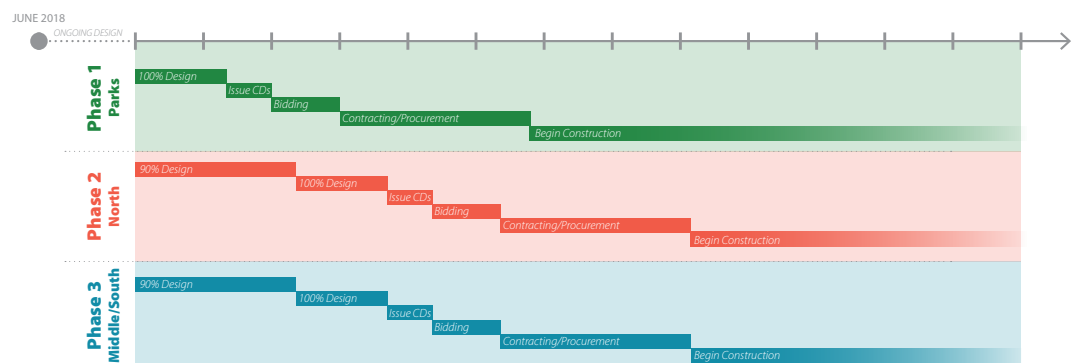 JUNE 2018
ONGOING DESIGN
Phase 1
Parks
100% Design
Issue CDs
Bidding
Contracting/Procurement
Begin Construction
Phase 2
North
90% Design
100% Design
Issue CDs
Bidding
Contracting/Procurement
Begin Construction
Phase 3
Middle/South
90% Design
100% Design
Issue CDs
Bidding
Contracting/Procurement
Begin Construction